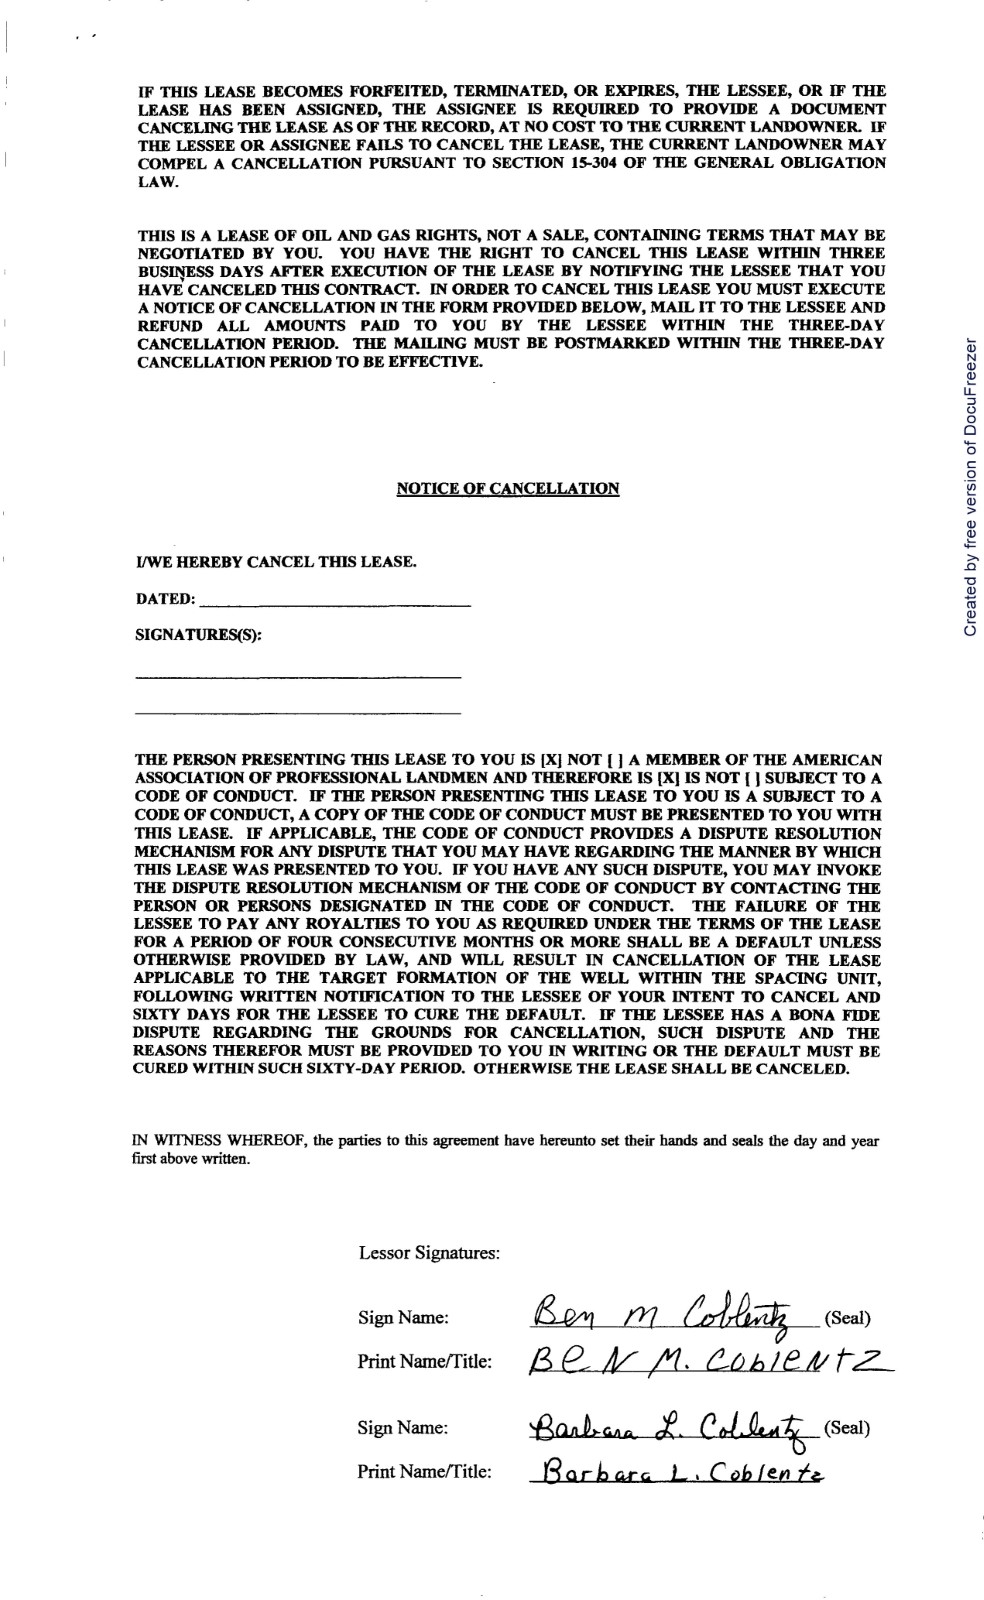 IF THIS LEASE BECOMES FORFEITED, TERMINATED, OR EXPIRES, THE LESSEE, OR IF THE
LEASE HAS BEEN ASSIGNED, THE ASSIGNEE IS REQUIRED TO PROVIDE A DOCUMENT
CANCELING THE LEASE AS OF THE RECORD, AT NO COST TO THE CURRENT LANDOWNER. IF
THE LESSEE OR ASSIGNEE FAILS TO CANCEL THE LEASE, THE CURRENT LANDOWNER MAY
COMPEL A CANCELLATION PURSUANT TO SECTION 15-304 OF THE GENERAL OBLIGATION
LAW.
THIS IS A LEASE OF OIL AND GAS RIGHTS, NOT A SALE, CONTAINING TERMS THAT MAY BE
NEGOTIATED BY YOU. YOU HAVE THE RIGHT TO CANCEL THIS LEASE WITHIN THREE
BUSINESS DAYS AFTER EXECUTION OF THE LEASE BY NOTIFYING THE LESSEE THAT YOU
HAVE CANCELED THIS CONTRACT. IN ORDER TO CANCEL THIS LEASE YOU MUST EXECUTE
A NOTICE OF CANCELLATION IN THE FORM PROVIDED BELOW, MAIL IT TO THE LESSEE AND
REFUND ALL AMOUNTS PAID TO YOU BY THE LESSEE WITHIN THE THREE-DAY
CANCELLATION PERIOD. THE MAILING MUST BE POSTMARKED WITHIN THE THREE-DAY
CANCELLATION PERIOD TO BE EFFECTIVE.
NOTICE OF CANCELLATION
I/WE HEREBY CANCEL THIS LEASE.
DATED:
SIGNATURES(S):
THE PERSON PRESENTING THIS LEASE TO YOU IS [X] NOT [ ] A MEMBER OF THE AMERICAN
ASSOCIATION OF PROFESSIONAL LANDMEN AND THEREFORE IS [X] IS NOT [ ] SUBJECT TO A
CODE OF CONDUCT. IF THE PERSON PRESENTING THIS LEASE TO YOU IS A SUBJECT TO A
CODE OF CONDUCT, A COPY OF THE CODE OF CONDUCT MUST BE PRESENTED TO YOU WITH
THIS LEASE. IF APPLICABLE, THE CODE OF CONDUCT PROVIDES A DISPUTE RESOLUTION
MECHANISM FOR ANY DISPUTE THAT YOU MAY HAVE REGARDING THE MANNER BY WHICH
THIS LEASE WAS PRESENTED TO YOU. IF YOU HAVE ANY SUCH DISPUTE, YOU MAY INVOKE
THE DISPUTE RESOLUTION MECHANISM OF THE CODE OF CONDUCT BY CONTACTING THE
PERSON OR PERSONS DESIGNATED IN THE CODE OF CONDUCT. THE FAILURE OF THE
LESSEE TO PAY ANY ROYALTIES TO YOU AS REQUIRED UNDER THE TERMS OF THE LEASE
FOR A PERIOD OF FOUR CONSECUTIVE MONTHS OR MORE SHALL BE A DEFAULT UNLESS
OTHERWISE PROVIDED BY LAW, AND WILL RESULT IN CANCELLATION OF THE LEASE
APPLICABLE TO THE TARGET FORMATION OF THE WELL WITHIN THE SPACING UNIT,
FOLLOWING WRITTEN NOTIFICATION TO THE LESSEE OF YOUR INTENT TO CANCEL AND
SIXTY DAYS FOR THE LESSEE TO CURE THE DEFAULT. IF THE LESSEE HAS A BONA FIDE
DISPUTE REGARDING THE GROUNDS FOR CANCELLATION, SUCH DISPUTE AND THE
REASONS THEREFOR MUST BE PROVIDED TO YOU IN WRITING OR THE DEFAULT MUST BE
CURED WITHIN SUCH SIXTY-DAY PERIOD. OTHERWISE THE LEASE SHALL BE CANCELED.
IN WITNESS WHEREOF, the parties to this agreement have hereunto set their hands and seals the day and year
first above written.
Lessor Signatures:
Sign Name: Ben M Coblentz (Seal)
Print Name/Title: BeN M. CoblENtZ
Sign Name: Barbara L. Coblentz (Seal)
Print Name/Title: Barbara L. Coblentz
Created by free version of DocuFreezer